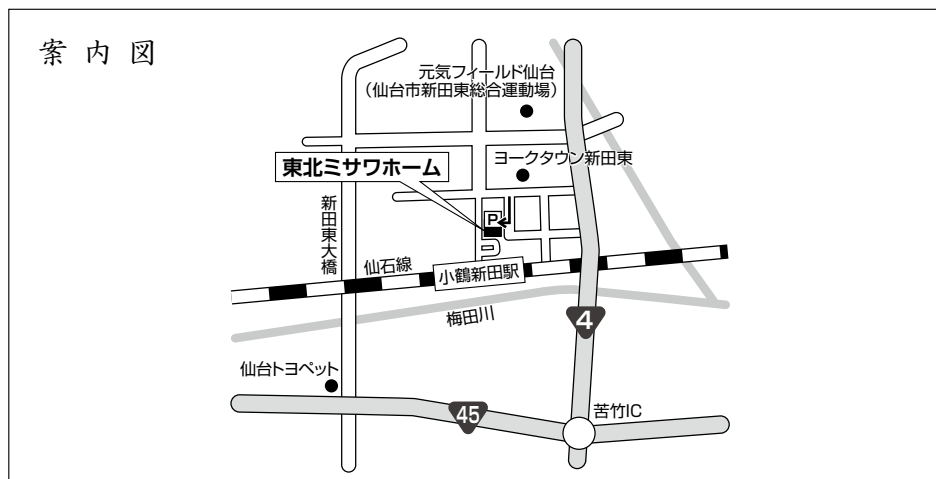 案内図
元気フィールド仙台
(仙台市新田東総合運動場)
ヨークタウン新田東
東北ミサワホーム
P
新田東大橋
仙石線
小鶴新田駅
梅田川
4
仙台トヨペット
45
苦竹IC